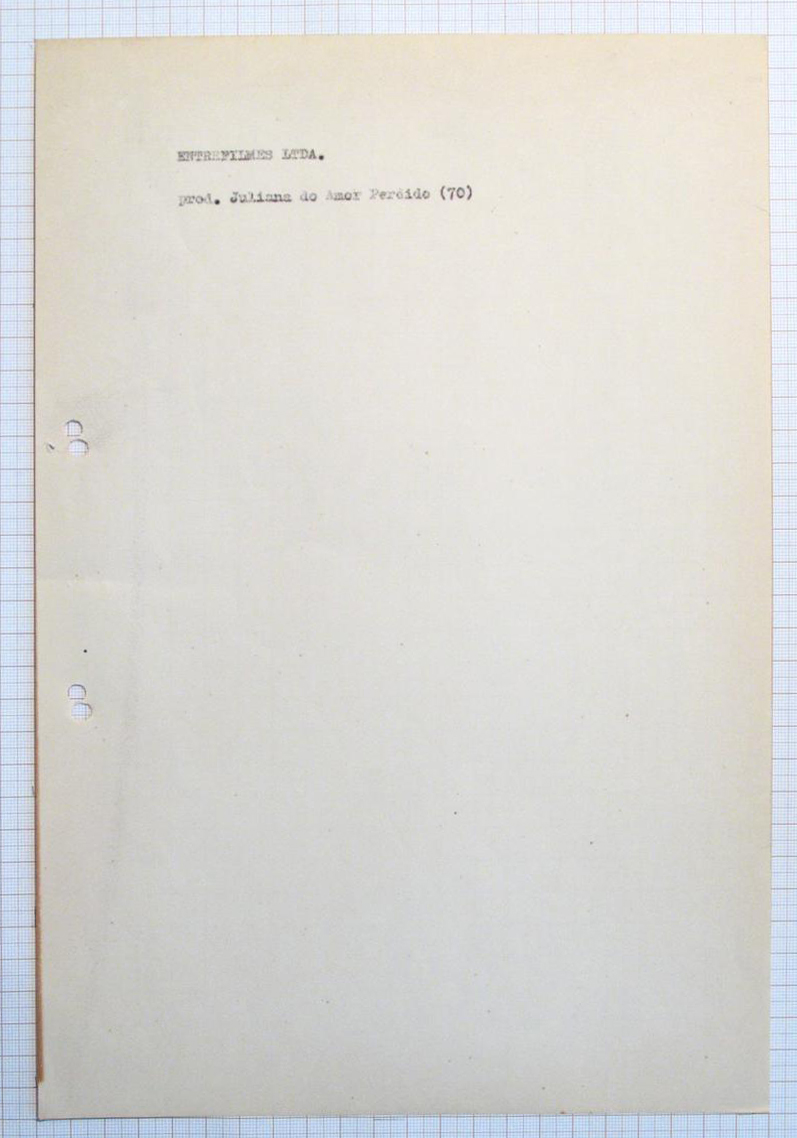 ENTREFILMES LTDA.
prod. Juliana do Amor Perdido (70)